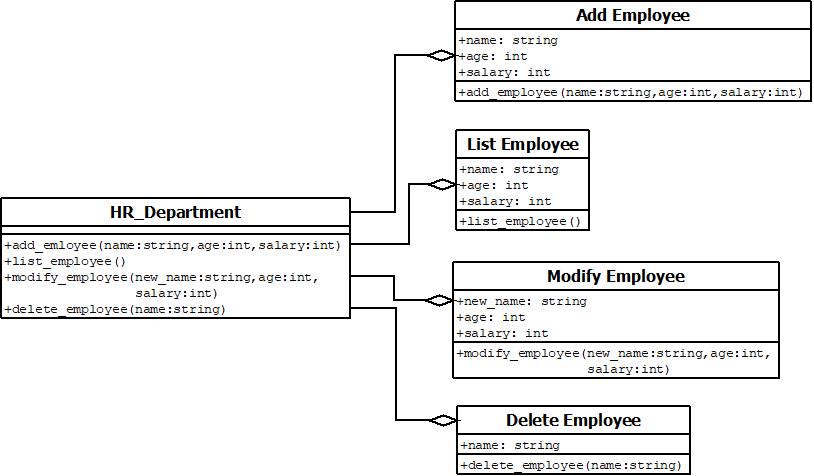 Add Employee
+name: string
+age: int
+salary: int
+add_employee(name:string,age:int,salary:int)
List Employee
+name: string
+age: int
+salary: int
+list_employee()
HR_Department
+add_emloyee(name:string,age:int,salary:int)
+list_employee()
+modify_employee(new_name:string,age:int,
salary:int)
+delete_employee(name:string)
Modify Employee
+new_name: string
+age: int
+salary: int
+modify_employee(new_name:string,age:int,
salary:int)
Delete Employee
+name: string
+delete_employee(name:string)